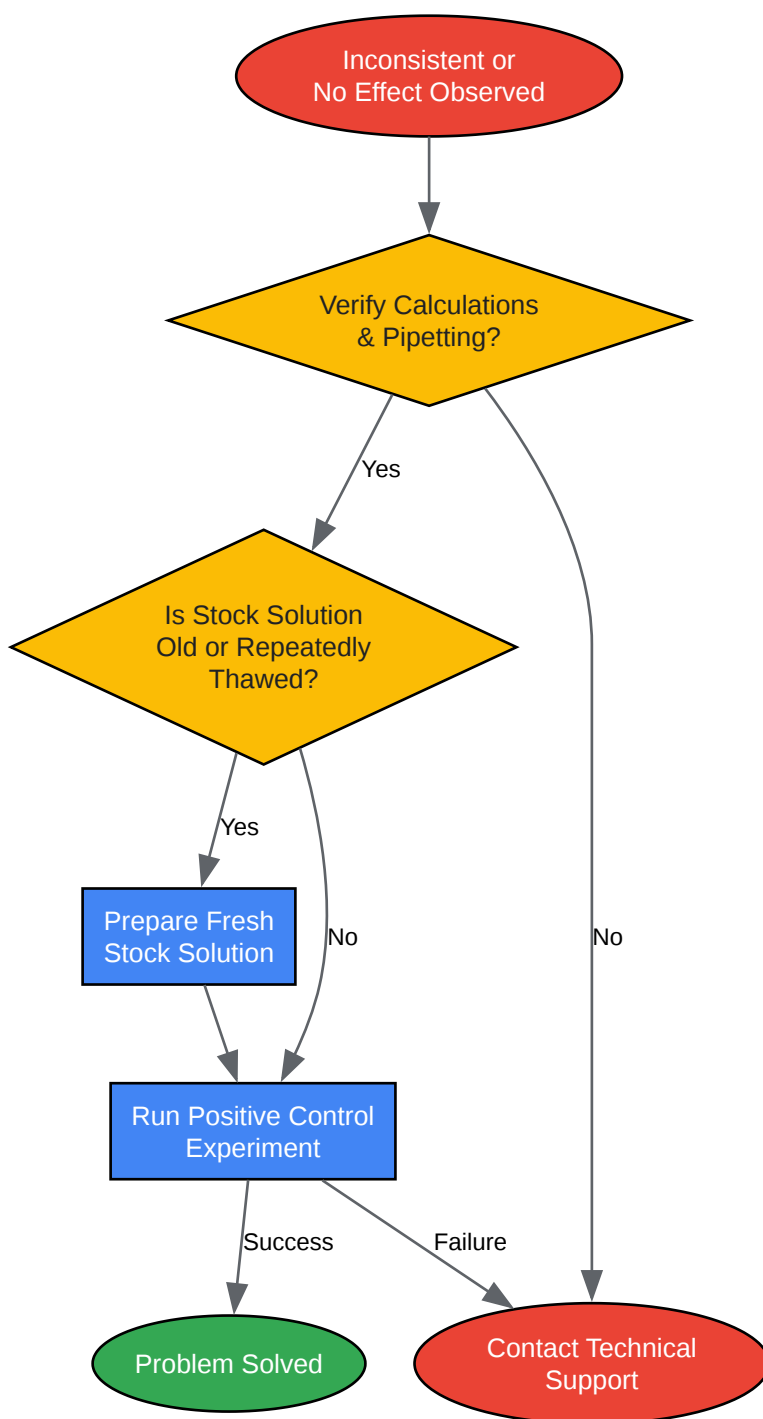 Inconsistent or
No Effect Observed
Verify Calculations
& Pipetting?
Yes
Is Stock Solution
Old or Repeatedly
Thawed?
Yes
Prepare Fresh
Stock Solution
No
No
Run Positive Control
Experiment
Success
Failure
Problem Solved
Contact Technical
Support